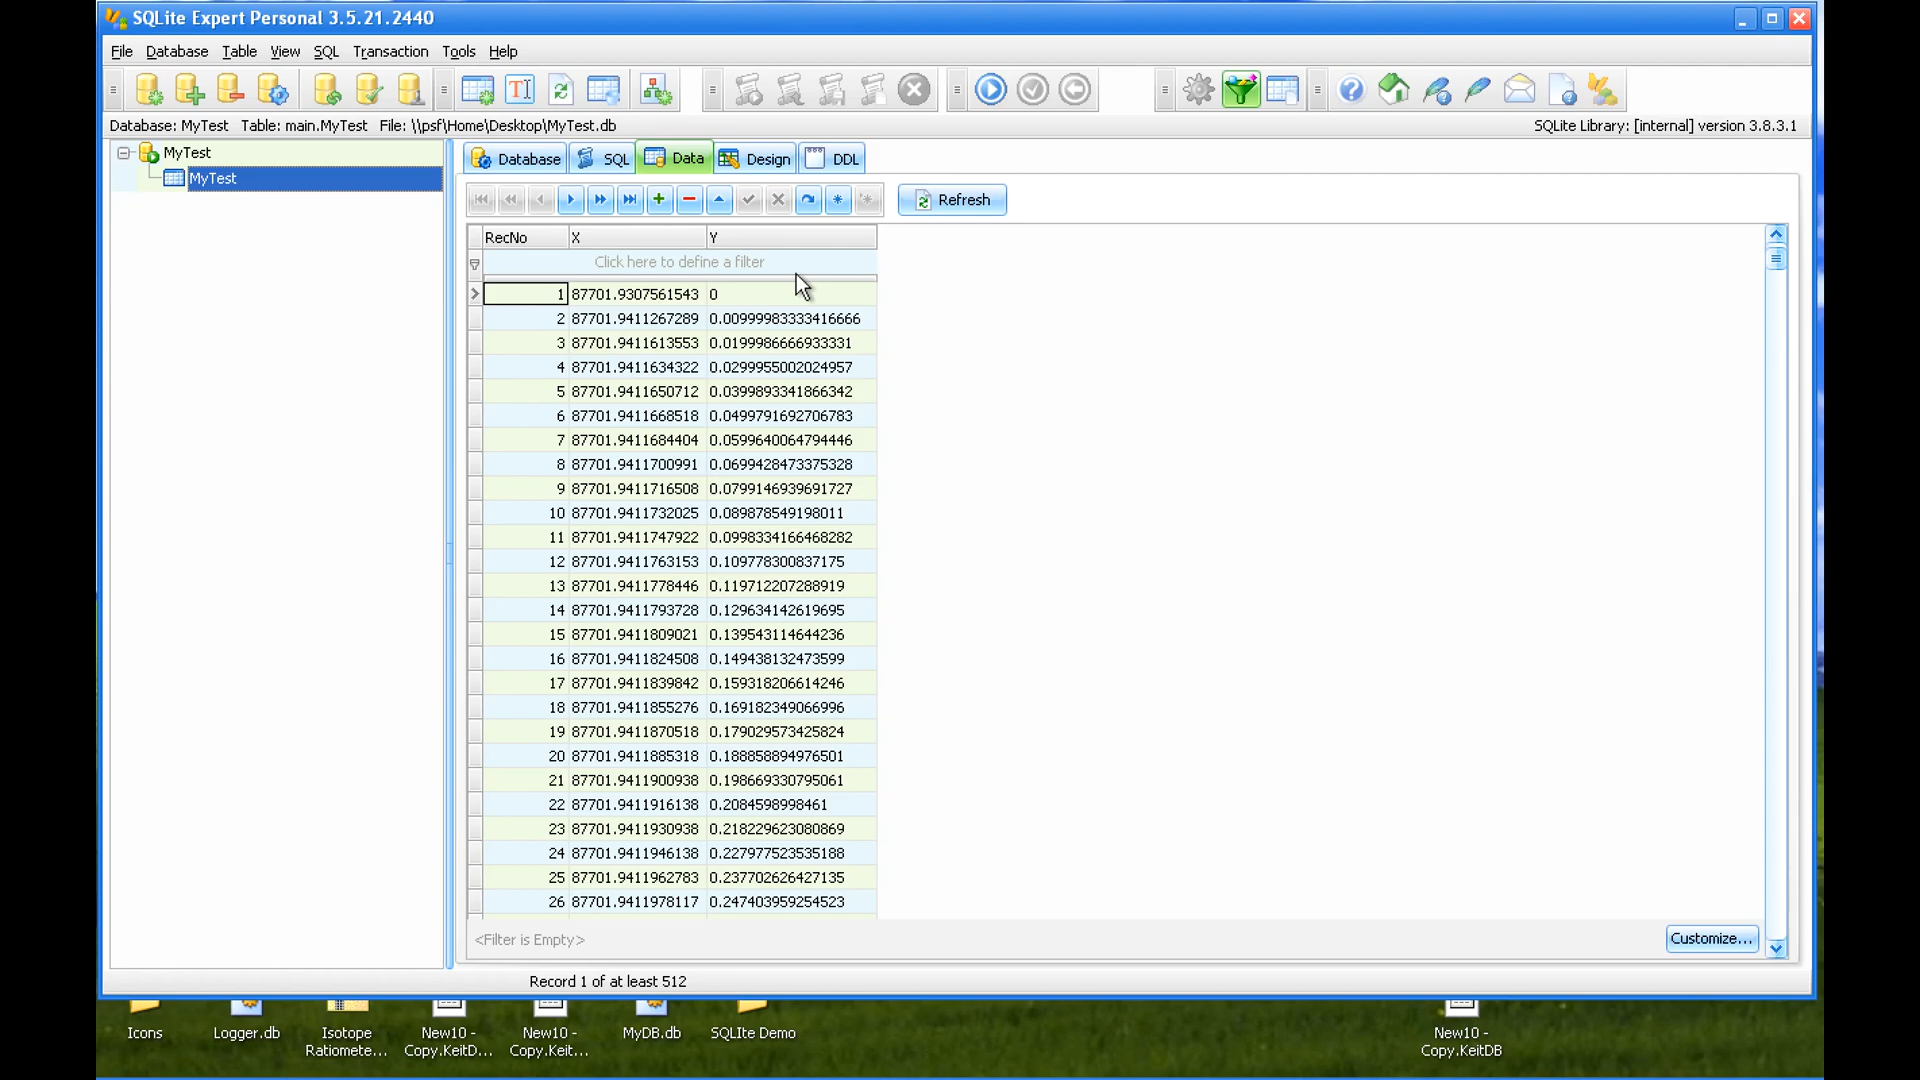 SQLite Expert Personal 3.5.21.2440
File Database Table View SQL Transaction Tools Help
Database: MyTest Table: main.MyTest File: \\psf\Home\Desktop\MyTest.db SQLite Library: [internal] version 3.8.3.1
MyTest
MyTest
Database SQL Data Design DDL
Refresh
RecNo X Y
Click here to define a filter
1 87701.9307561543 0
2 87701.9411267289 0.00999983333416666
3 87701.9411613553 0.0199986666933331
4 87701.9411634322 0.0299955002024957
5 87701.9411650712 0.0399893341866342
6 87701.9411668518 0.0499791692706783
7 87701.9411684404 0.0599640064794446
8 87701.9411700991 0.0699428473375328
9 87701.9411716508 0.0799146939691727
10 87701.9411732025 0.089878549198011
11 87701.9411747922 0.0998334166468282
12 87701.9411763153 0.109778300837175
13 87701.9411778446 0.119712207288919
14 87701.9411793728 0.129634142619695
15 87701.9411809021 0.139543114644236
16 87701.9411824508 0.149438132473599
17 87701.9411839842 0.159318206614246
18 87701.9411855276 0.169182349066996
19 87701.9411870518 0.179029573425824
20 87701.9411885318 0.188858894976501
21 87701.9411900938 0.198669330795061
22 87701.9411916138 0.2084598998461
23 87701.9411930938 0.218229623080869
24 87701.9411946138 0.227977523535188
25 87701.9411962783 0.237702626427135
26 87701.9411978117 0.247403959254523
<Filter is Empty>
Customize...
Record 1 of at least 512
Icons
Logger.db
Isotope
Ratiomete...
New10 -
Copy.KeitD...
New10 -
Copy.Keit...
MyDB.db
SQLIte Demo
New10 -
Copy.KeitDB